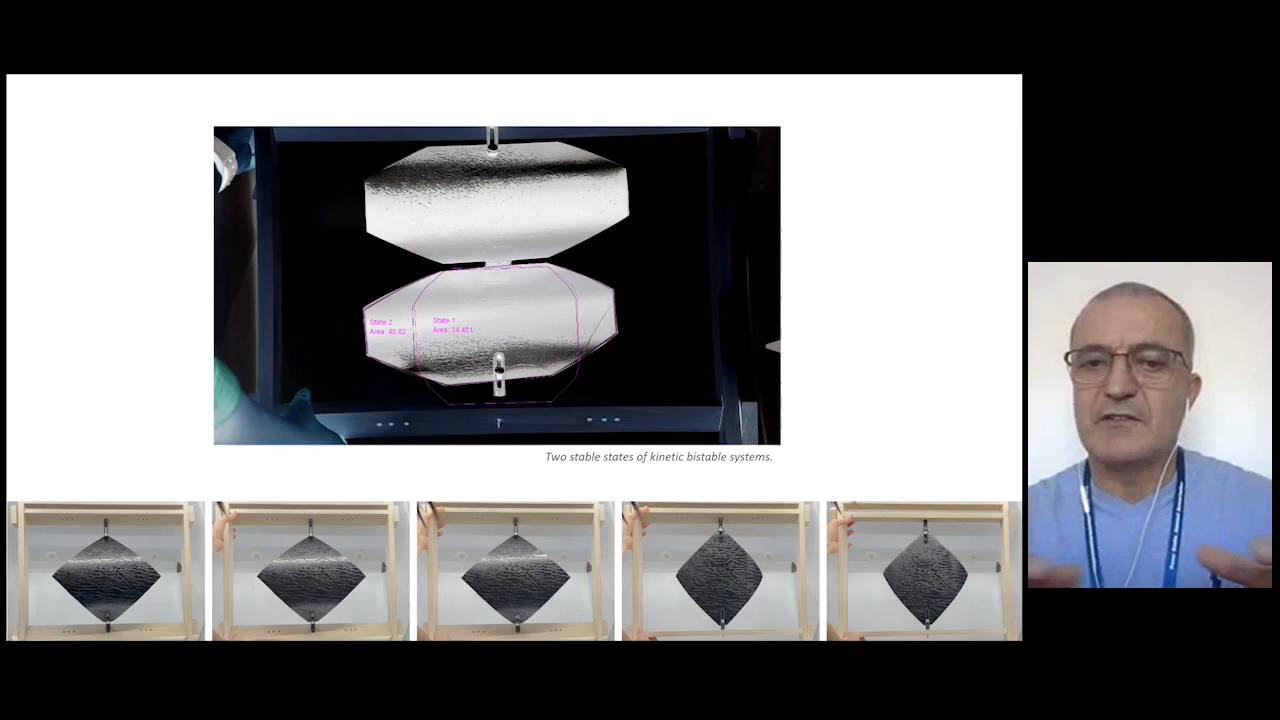 State 2
Area: 40.62
State 1
Area: 34.451
Two stable states of kinetic bistable systems.